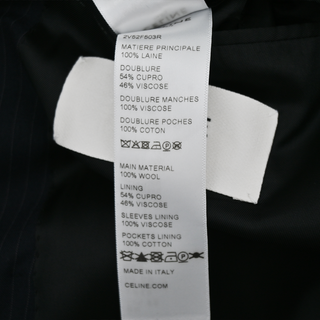 2V52F503R
MATIERE PRINCIPALE
100% LAINE
DOUBLURE
54% CUPRO
46% VISCOSE
DOUBLURE MANCHES
100% VISCOSE
DOUBLURE POCHES
100% COTON
MAIN MATERIAL
100% WOOL
LINING
54% CUPRO
46% VISCOSE
SLEEVES LINING
100% VISCOSE
POCKETS LINING
100% COTTON
MADE IN ITALY
CELINE.COM